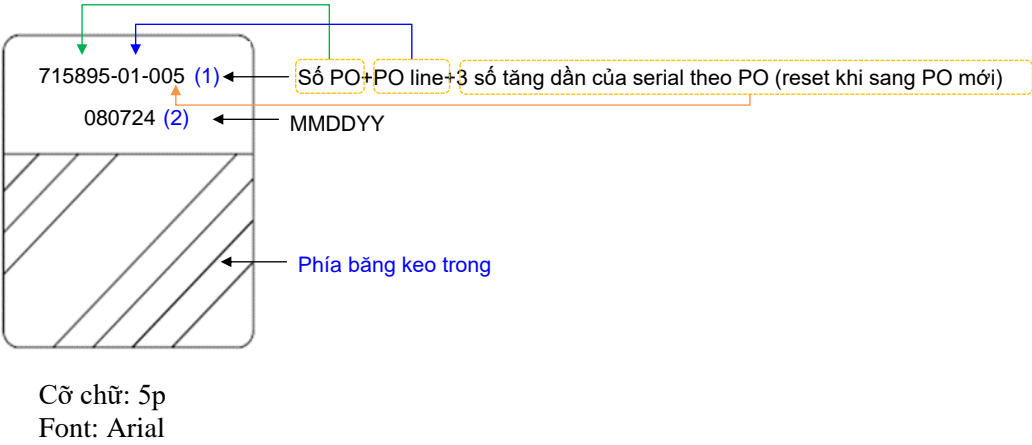 715895-01-005 (1) Số PO+PO line+3 số tăng dần của serial theo PO (reset khi sang PO mới)
080724 (2) MMDDYY
Phía băng keo trong
Cỡ chữ: 5p
Font: Arial